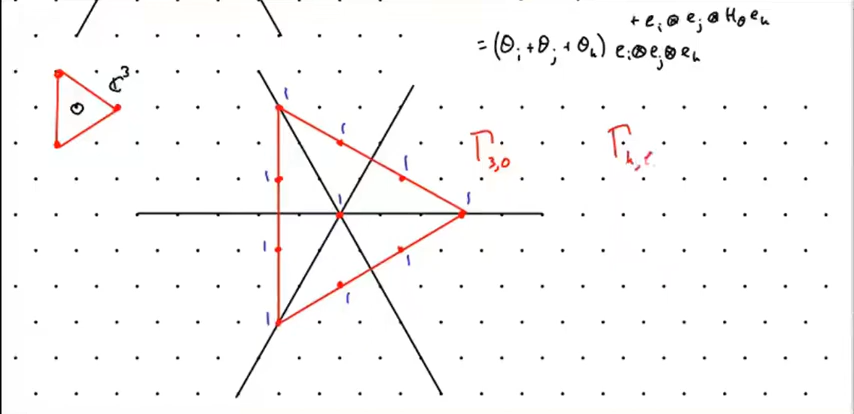 + e_i ⊗ e_j ⊗ H_θ e_k
= (θ_i + θ_j + θ_k) e_i ⊗ e_j ⊗ e_k
ℂ³
0
1
1
Γ_{3,0}
Γ_{k,ℓ}
1
1
1
1
1
1
1
1